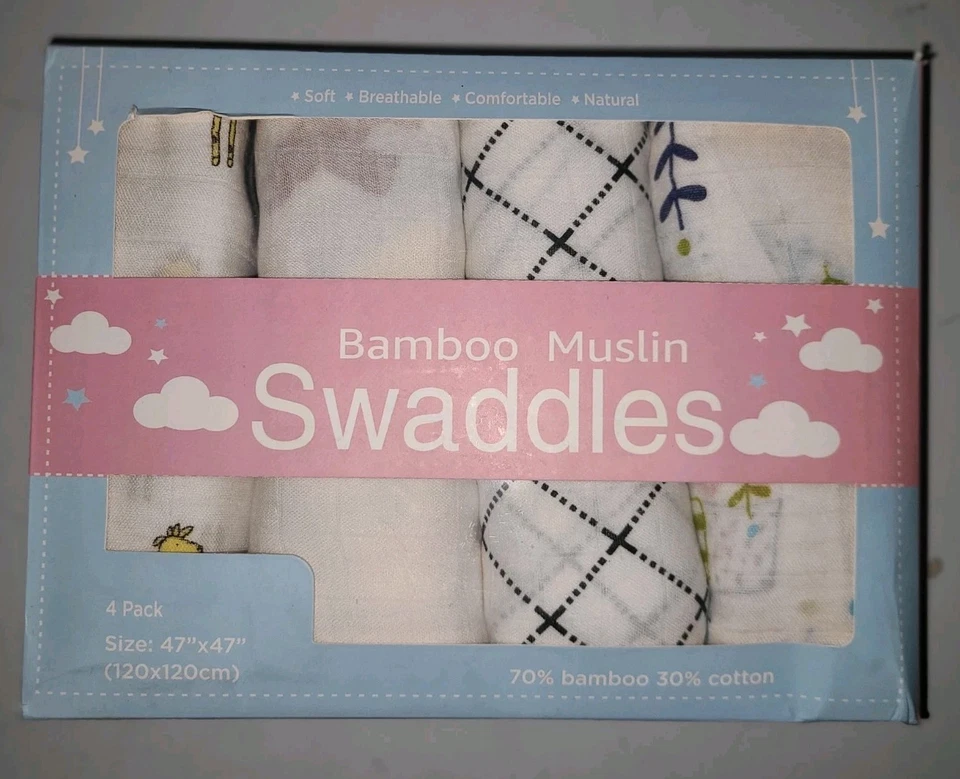 ★ Soft ★ Breathable ★ Comfortable ★ Natural
Bamboo Muslin
Swaddles
4 Pack
Size: 47”x47”
(120x120cm)
70% bamboo 30% cotton